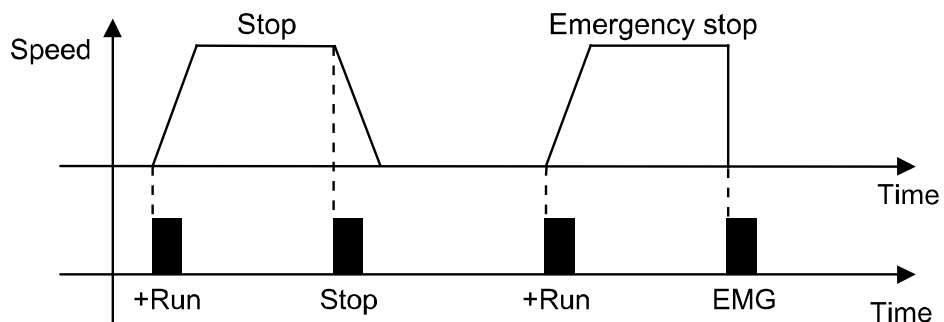 Stop
Emergency stop
Speed
Time
+Run
Stop
+Run
EMG
Time